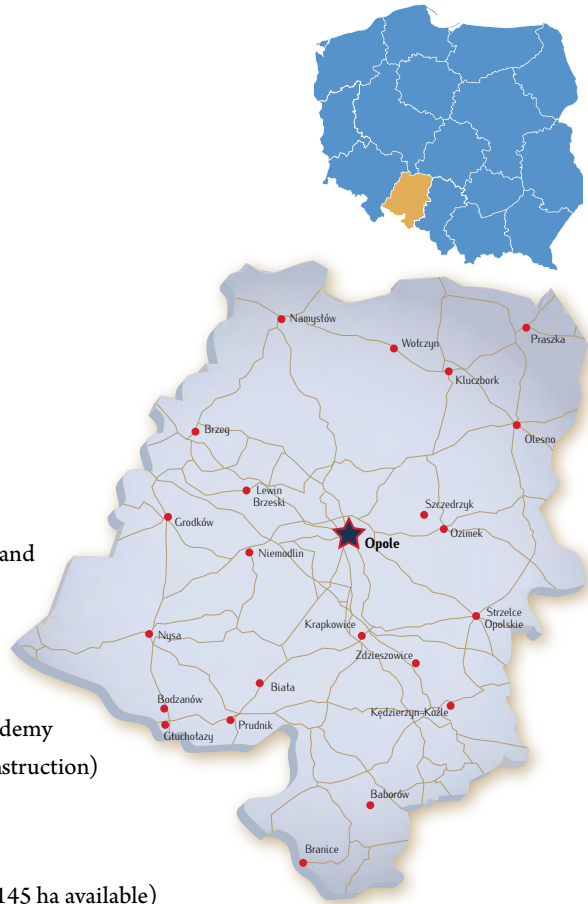 Namysłów
Wołczyn
Praszka
Kluczbork
Olesno
Brzeg
Lewin
Brzeski
Szczedrzyk
Grodków
Ozimek
Opole
and
Niemodlin
Strzelce
Opolskie
Krapkowice
Nysa
Zdzieszowice
Biała
Bodzanów
Kędzierzyn-Koźle
Prudnik
Głuchołazy
demy
nstruction)
Baborów
Branice
145 ha available)